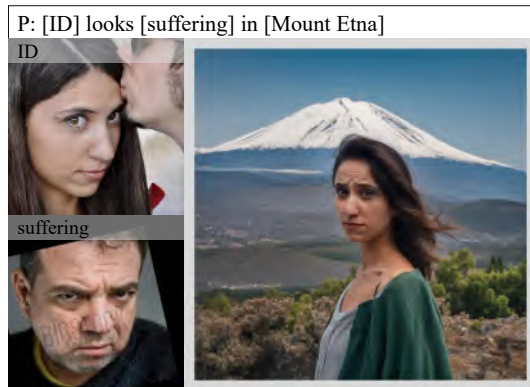 P: [ID] looks [suffering] in [Mount Etna]
ID
suffering